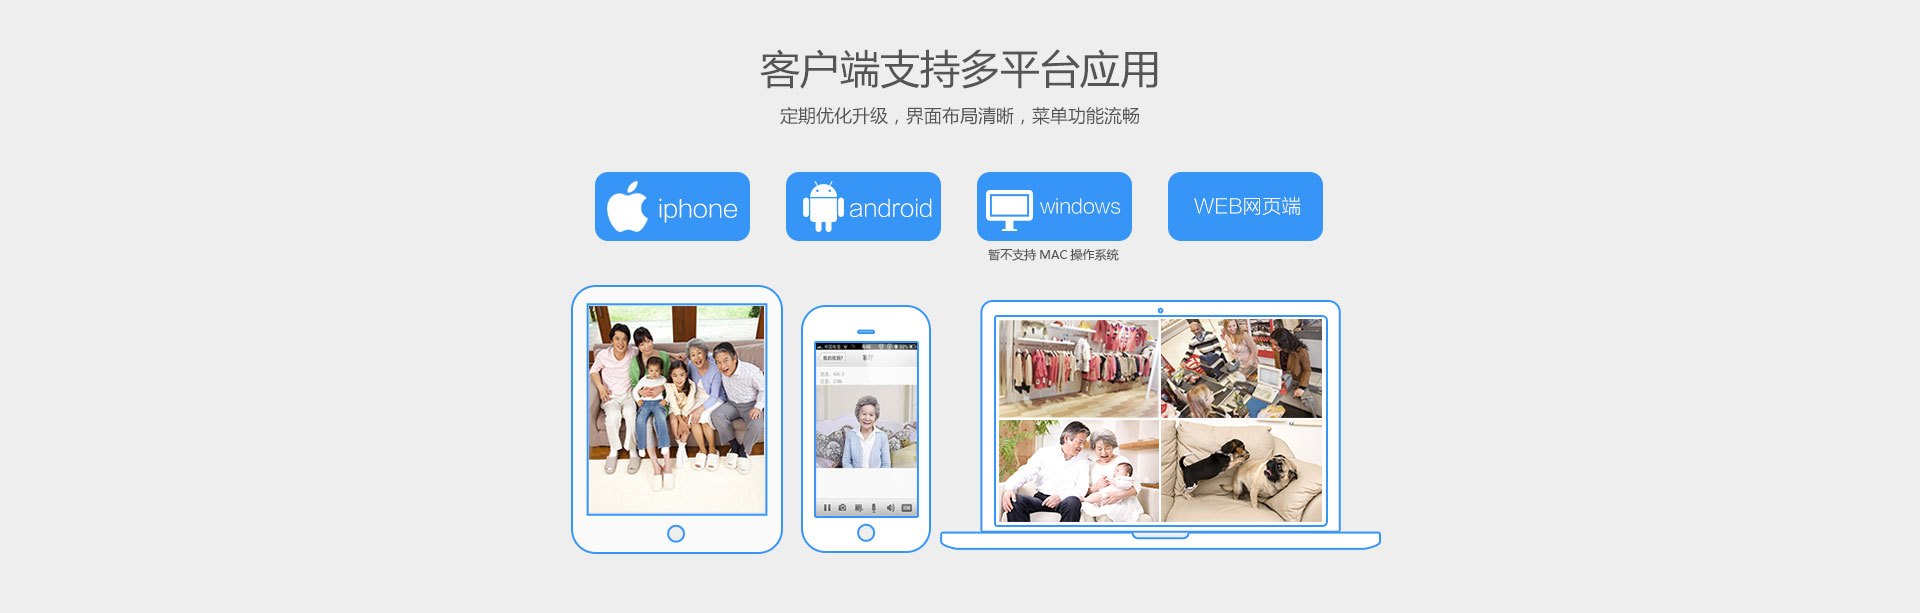 客户端支持多平台应用
定期优化升级，界面布局清晰，菜单功能流畅
iphone
android
windows
WEB网页端
暂不支持 MAC 操作系统
客厅